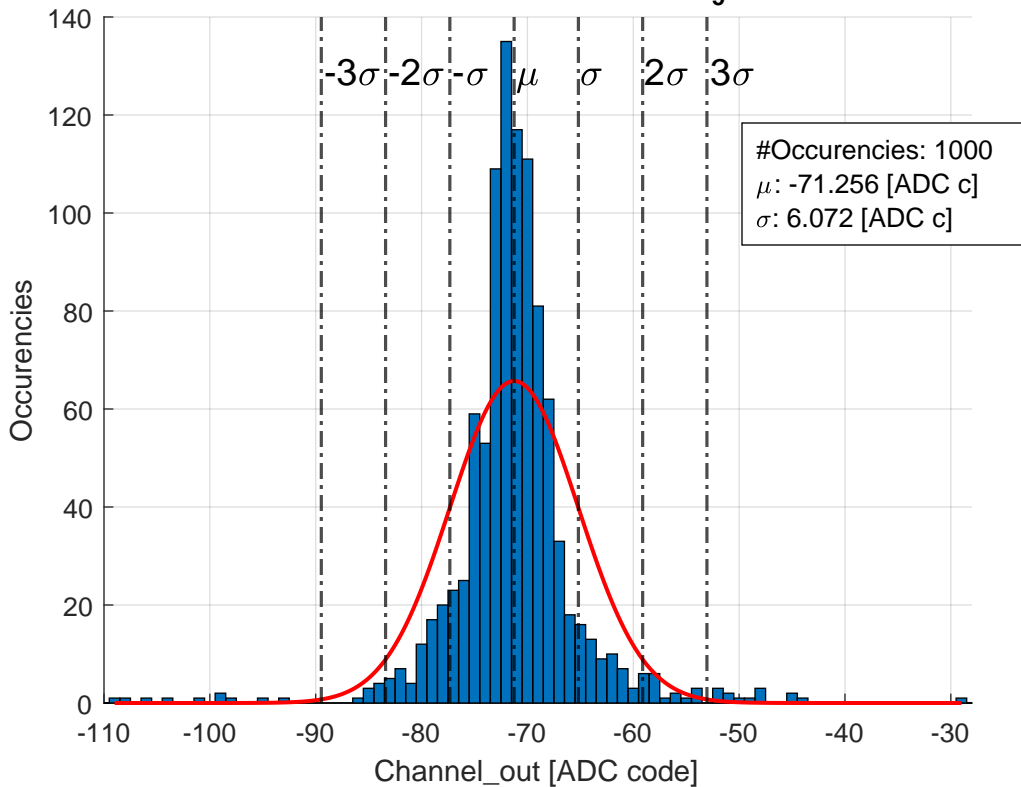 140
120
100
80
60
40
20
0
Occurencies
-3σ -2σ -σ μ σ 2σ 3σ
#Occurencies: 1000
μ: -71.256 [ADC c]
σ: 6.072 [ADC c]
-110 -100 -90 -80 -70 -60 -50 -40 -30
Channel_out [ADC code]